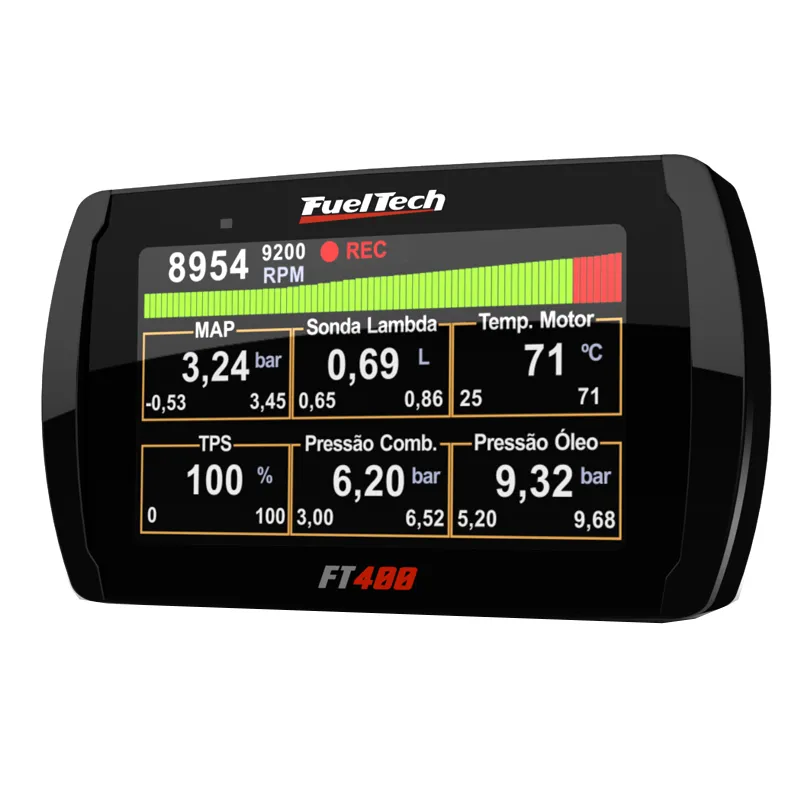 FuelTech
8954 9200 RPM REC
MAP Sonda Lambda Temp. Motor
3,24 bar 0,69 L 71 ºC
-0,53 3,45 0,65 0,86 25 71
TPS Pressão Comb. Pressão Óleo
100 % 6,20 bar 9,32 bar
0 100 3,00 6,52 5,20 9,68
FT400